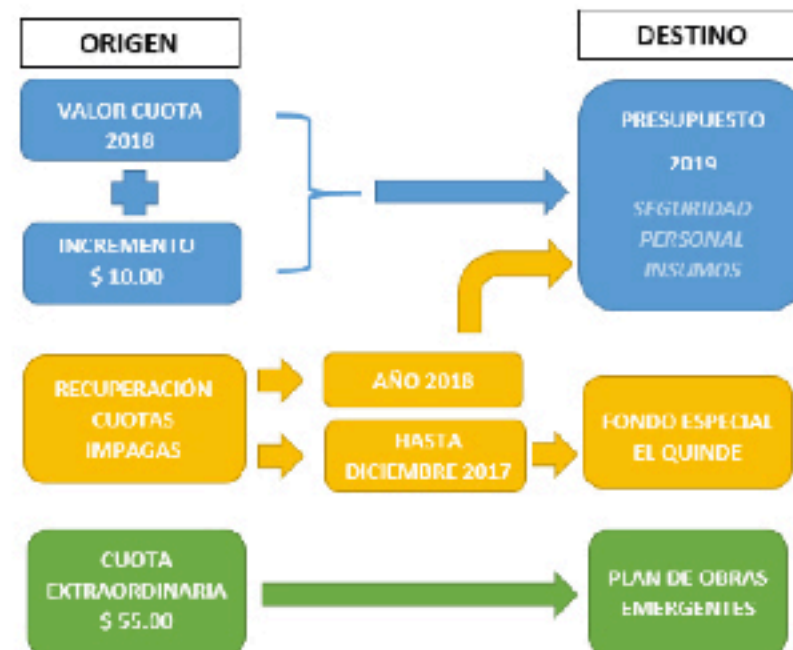 ORIGEN
DESTINO
VALOR CUOTA
2018
INCREMENTO
$ 10.00
PRESUPUESTO
2019
SEGURIDAD
PERSONAL
INSUMOS
RECUPERACIÓN
CUOTAS
IMPAGAS
AÑO 2018
HASTA
DICIEMBRE 2017
FONDO ESPECIAL
EL QUINDE
CUOTA
EXTRAORDINARIA
$ 55.00
PLAN DE OBRAS
EMERGENTES